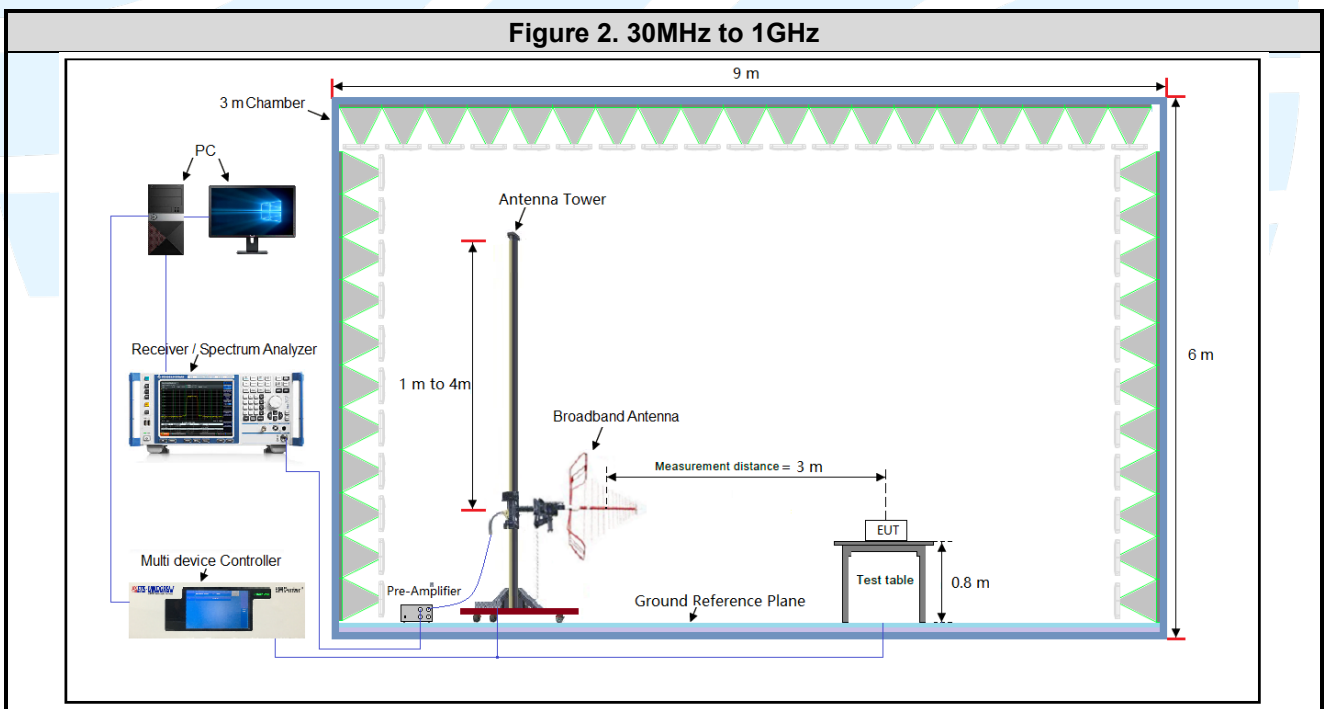 Figure 2. 30MHz to 1GHz
9 m
3 m Chamber
PC
Antenna Tower
Receiver / Spectrum Analyzer
6 m
1 m to 4m
Broadband Antenna
Measurement distance = 3 m
EUT
Multi device Controller
Test table
0.8 m
Pre-Amplifier
Ground Reference Plane